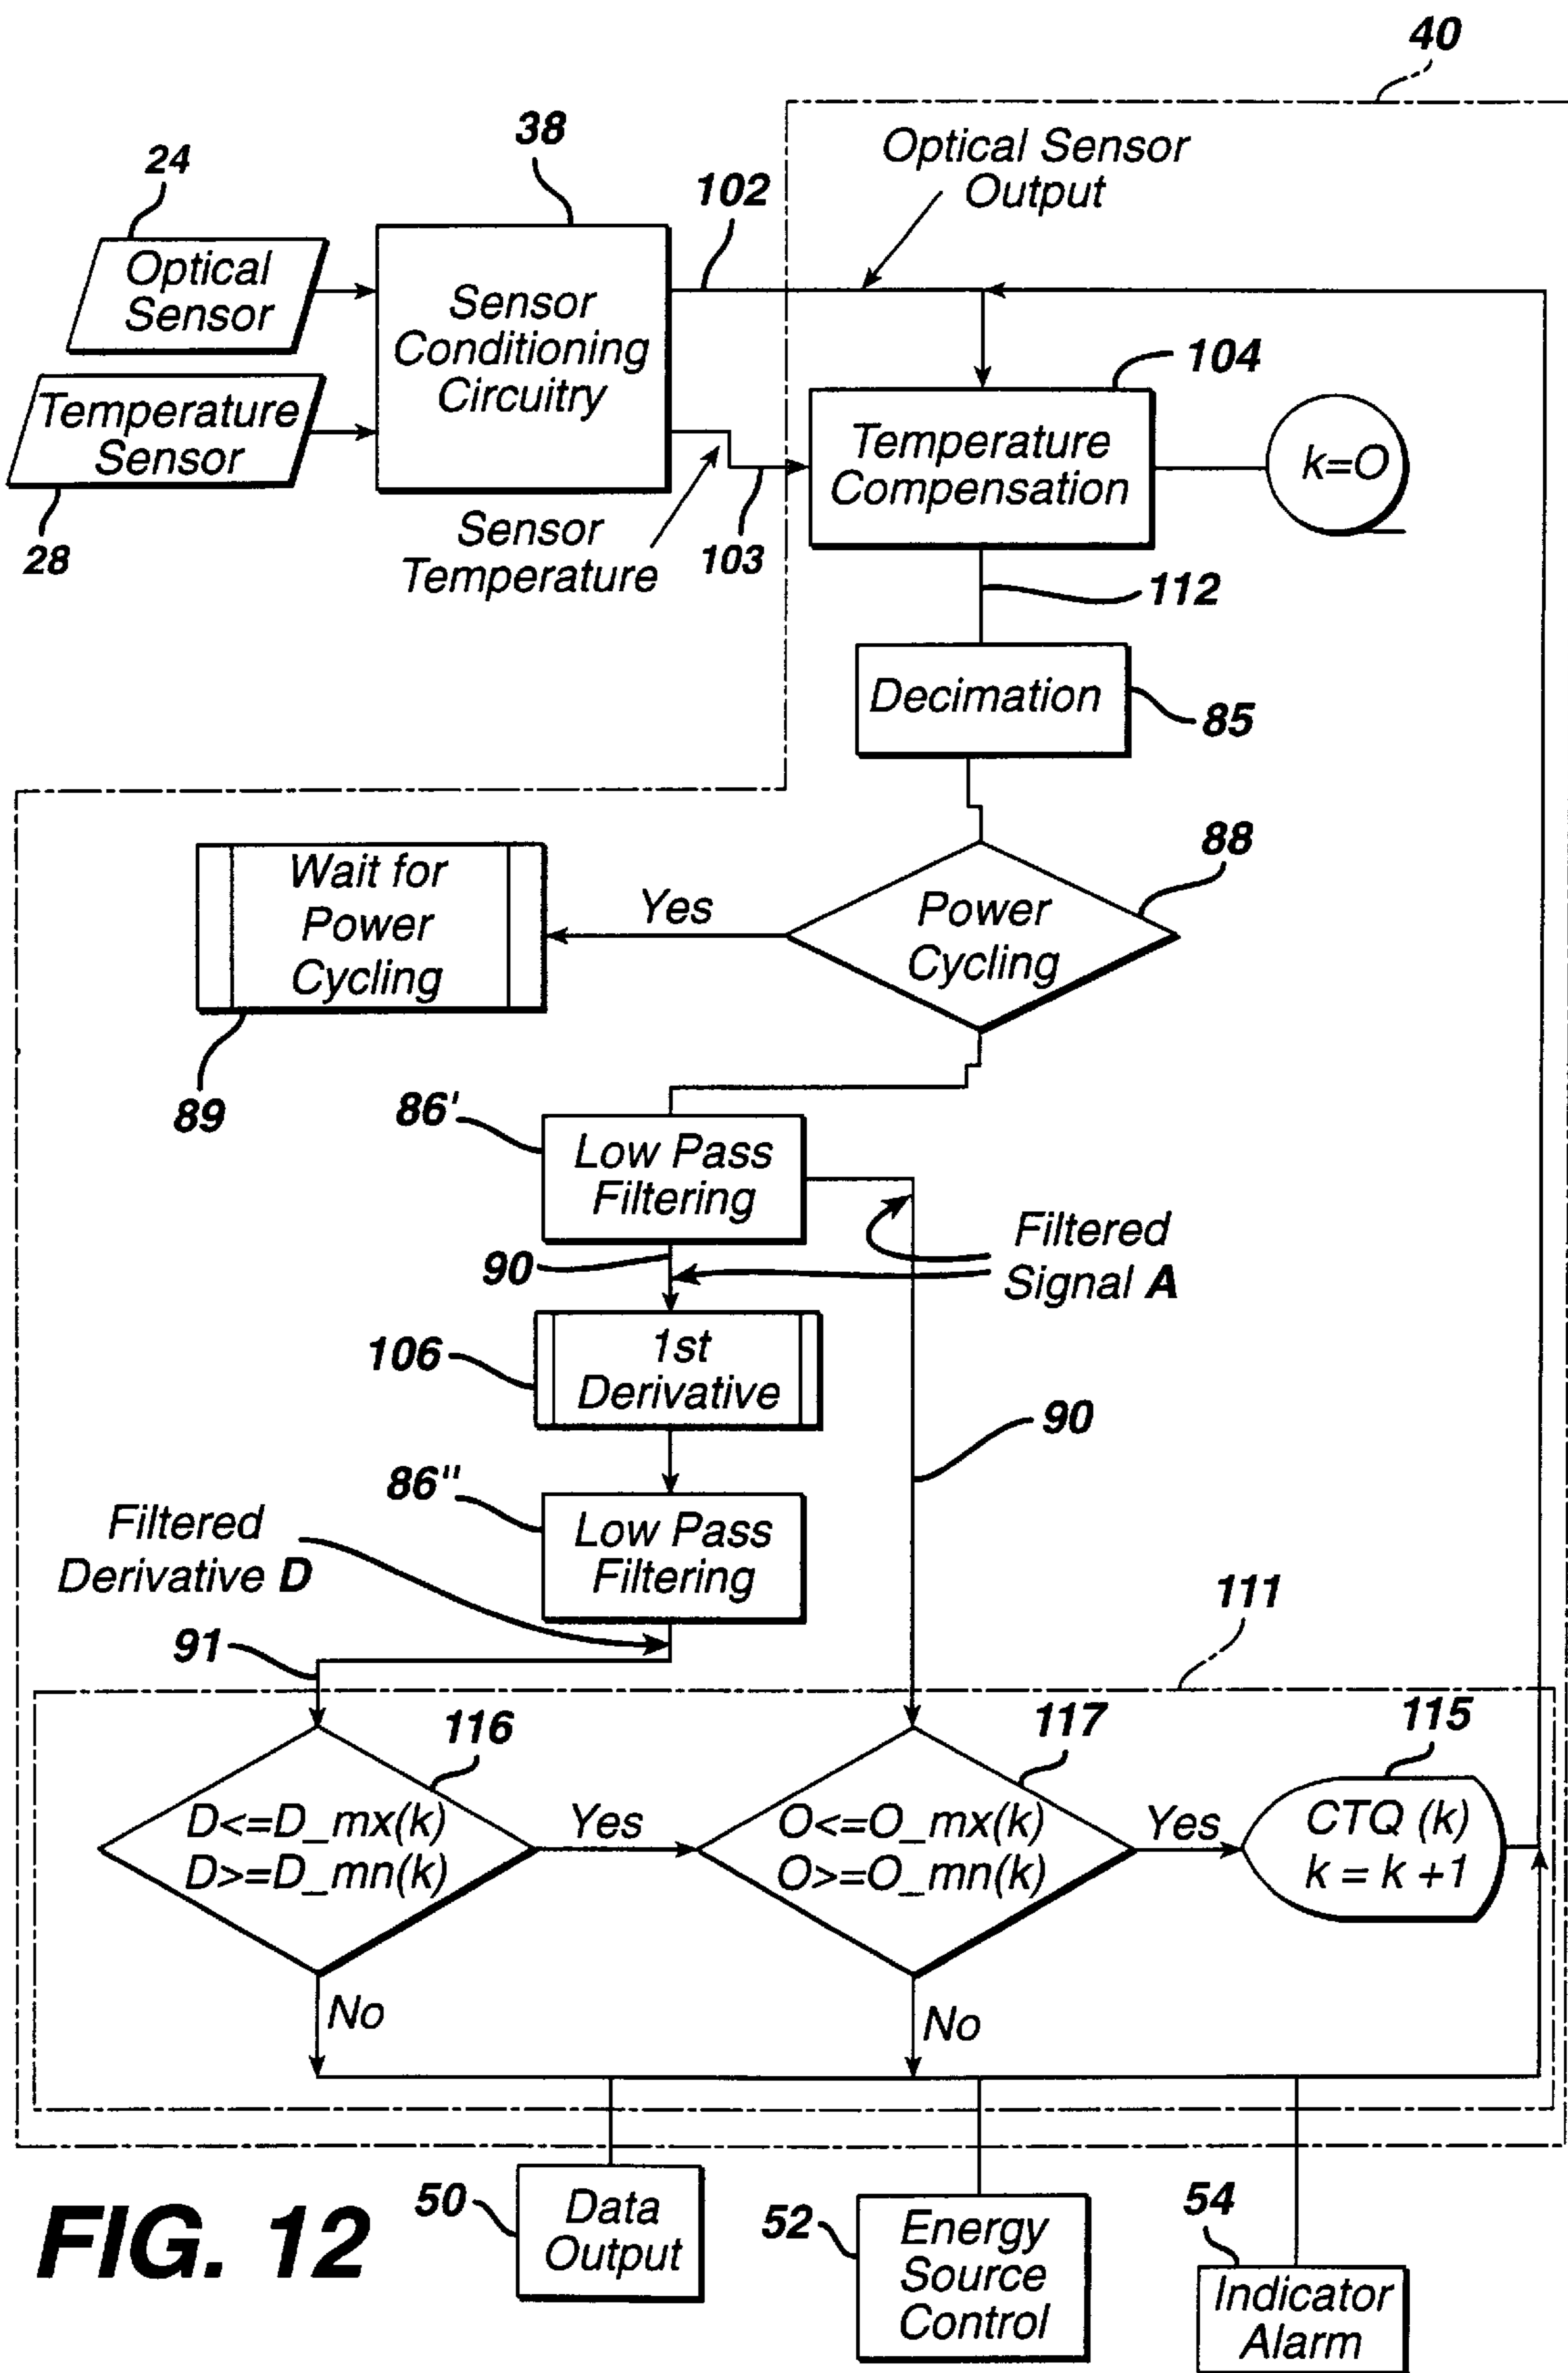 40
38
Optical Sensor
Output
24
102
Optical
Sensor
Sensor
Conditioning
Circuitry
104
Temperature
Sensor
Temperature
Compensation
k=O
28
Sensor
Temperature
103
112
Decimation
85
88
Wait for
Power
Cycling
Yes
Power
Cycling
89
86'
Low Pass
Filtering
Filtered
Signal A
90
106
1st
Derivative
90
86"
Filtered
Derivative D
Low Pass
Filtering
111
91
116
117
115
D<=D_mx(k)
D>=D_mn(k)
Yes
O<=O_mx(k)
O>=O_mn(k)
Yes
CTQ (k)
k = k +1
No
No
FIG. 12
50
Data
Output
52
Energy
Source
Control
54
Indicator
Alarm